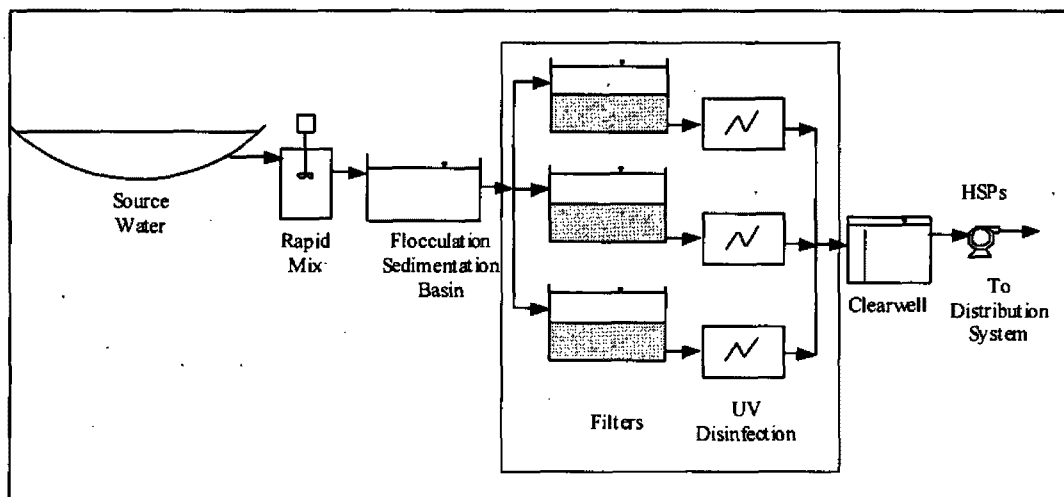 Source
Water
Rapid
Mix
Flocculation
Sedimentation
Basin
Filters
UV
Disinfection
Clearwell
HSPs
To
Distribution
System